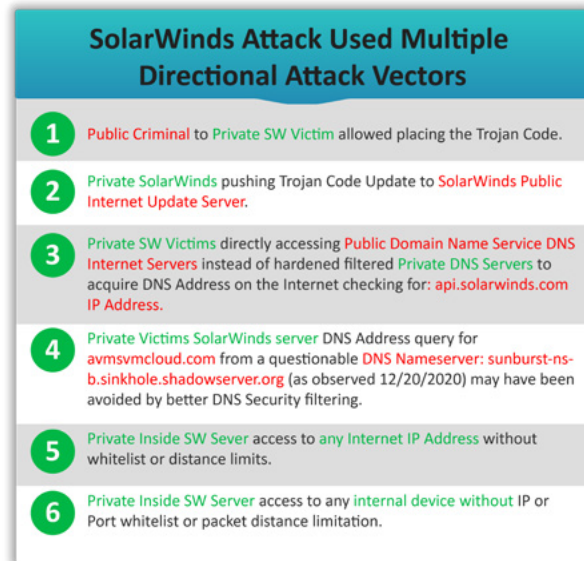 SolarWinds Attack Used Multiple
Directional Attack Vectors
1
Public Criminal to Private SW Victim allowed placing the Trojan Code.
2
Private SolarWinds pushing Trojan Code Update to SolarWinds Public
Internet Update Server.
3
Private SW Victims directly accessing Public Domain Name Service DNS
Internet Servers instead of hardened filtered Private DNS Servers to
acquire DNS Address on the Internet checking for: api.solarwinds.com
IP Address.
4
Private Victims SolarWinds server DNS Address query for
avmsvmcloud.com from a questionable DNS Nameserver: sunburst-ns-
b.sinkhole.shadowserver.org (as observed 12/20/2020) may have been
avoided by better DNS Security filtering.
5
Private Inside SW Sever access to any Internet IP Address without
whitelist or distance limits.
6
Private Inside SW Server access to any internal device without IP or
Port whitelist or packet distance limitation.